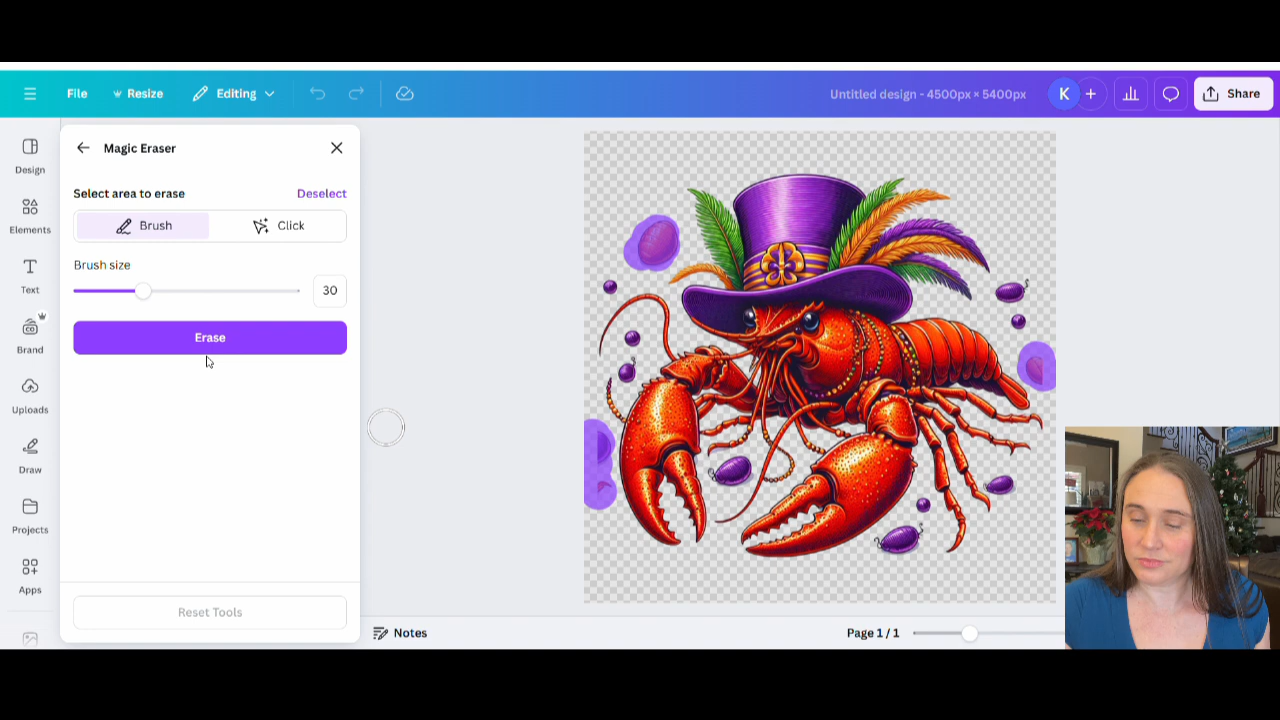 File
Resize
Editing
Untitled design - 4500px × 5400px
K
+
Share
Design
Elements
Text
Brand
Uploads
Draw
Projects
Apps
Magic Eraser
Select area to erase
Deselect
Brush
Click
Brush size
30
Erase
Reset Tools
Notes
Page 1 / 1